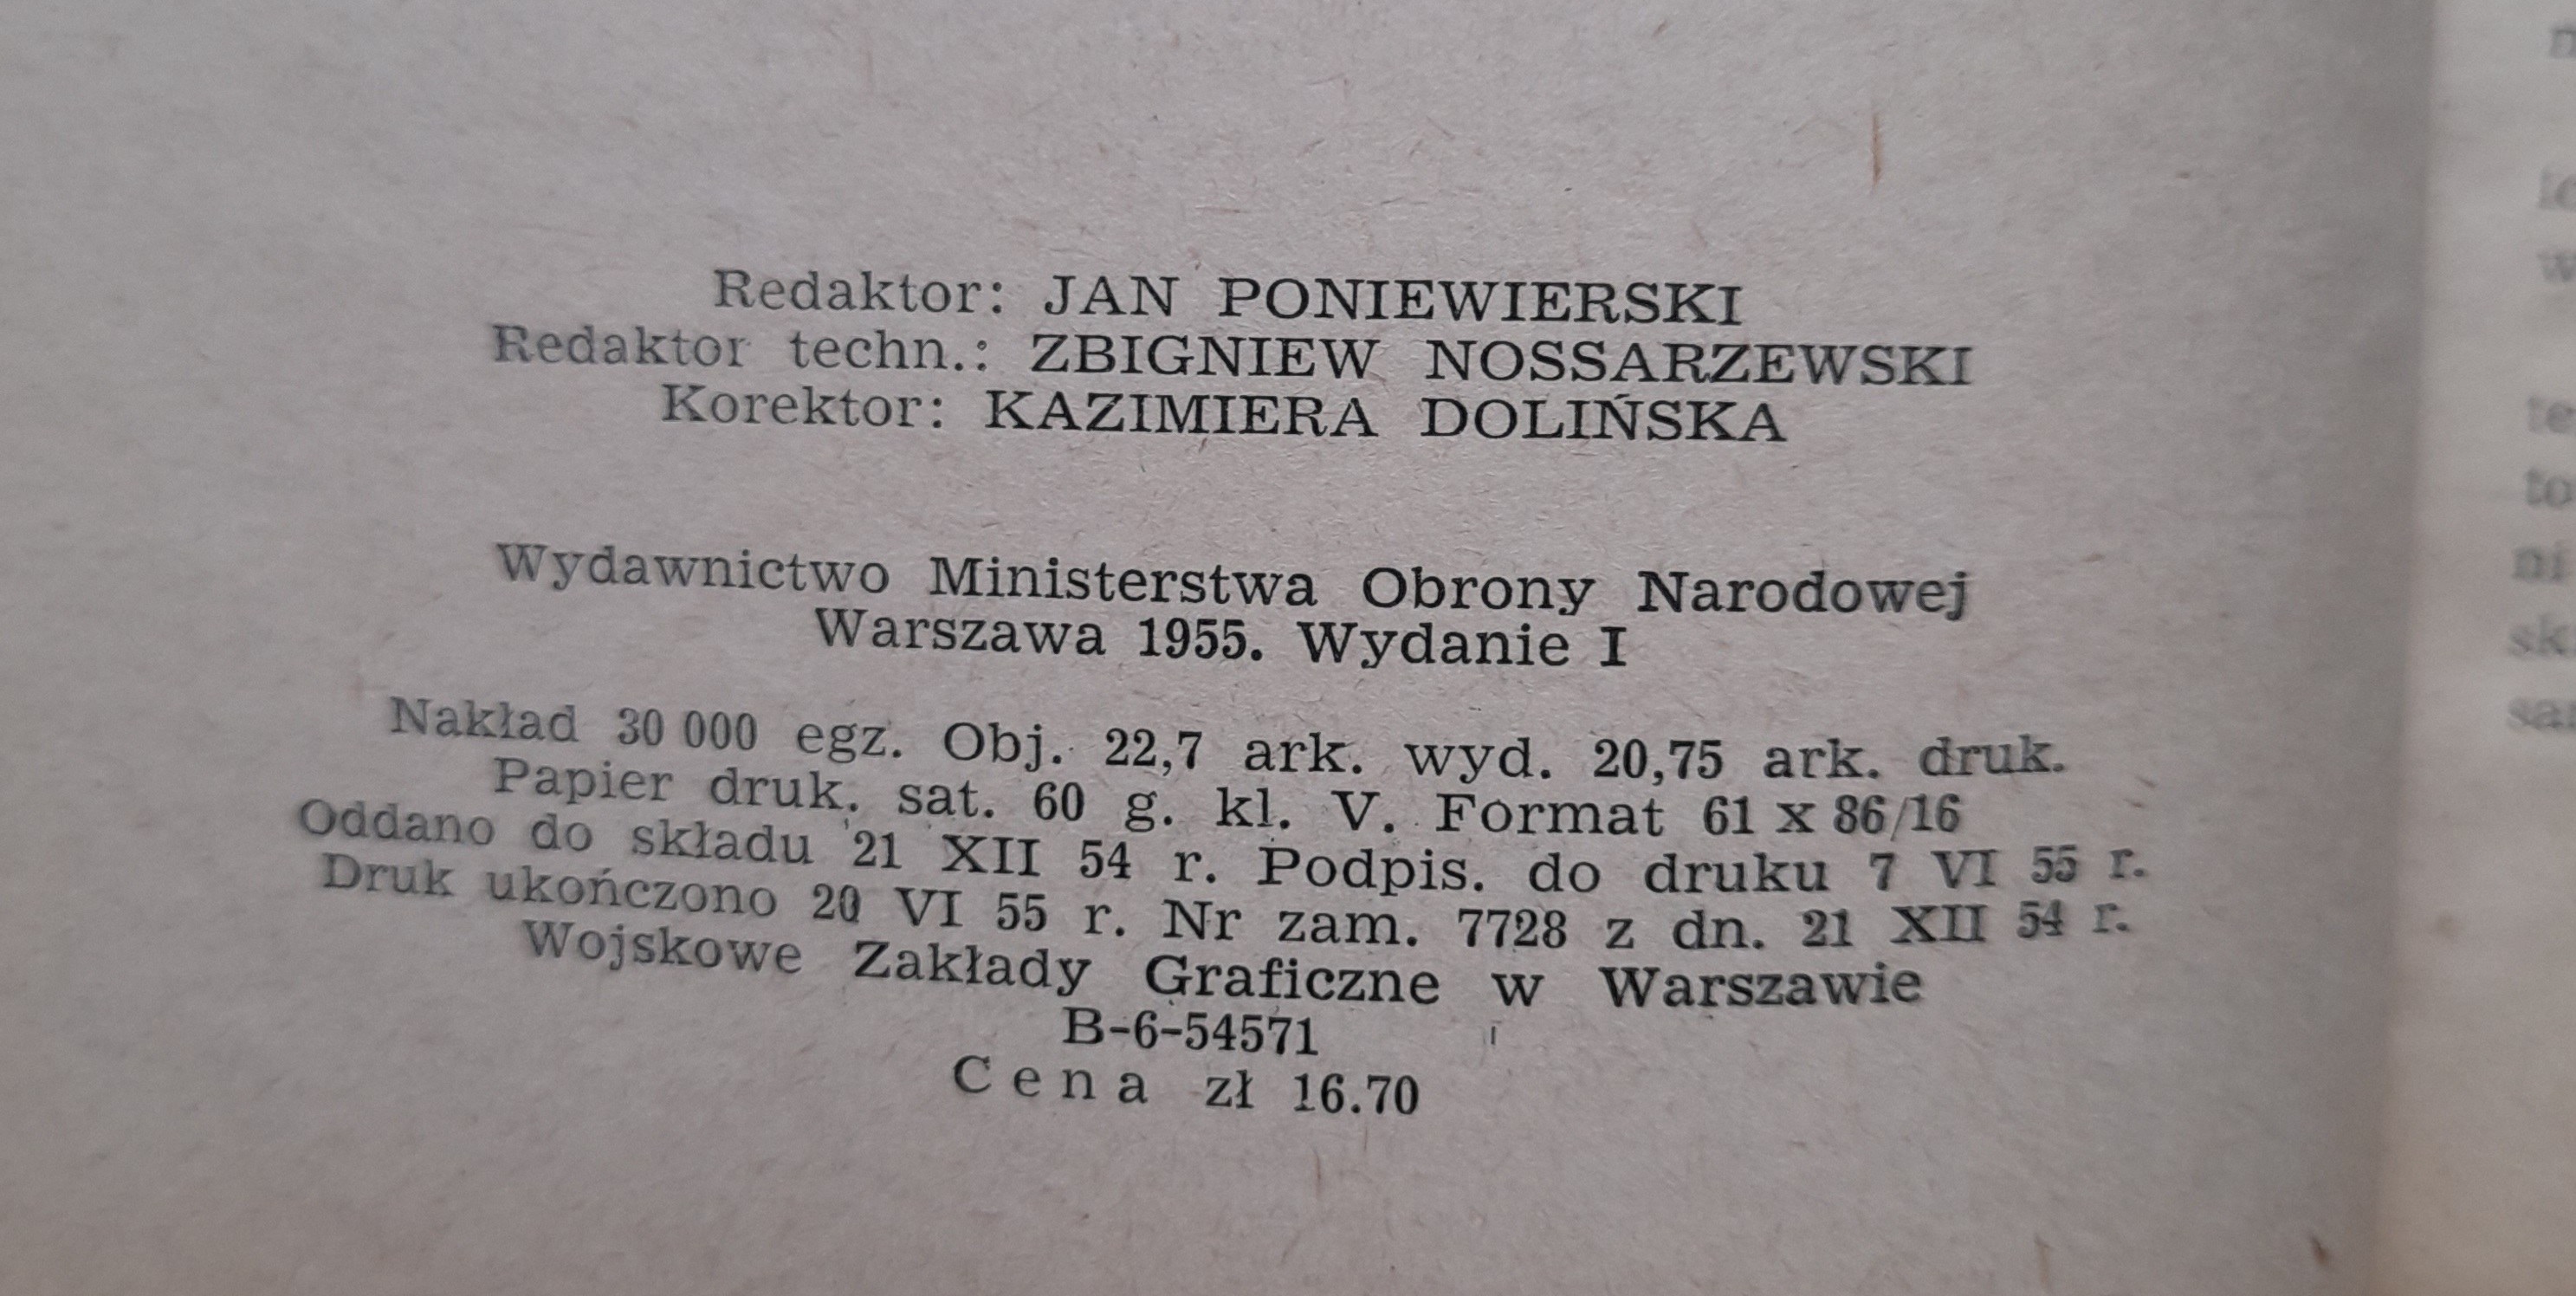 Redaktor: JAN PONIEWIERSKI
Redaktor techn.: ZBIGNIEW NOSSARZEWSKI
Korektor: KAZIMIERA DOLIŃSKA
Wydawnictwo Ministerstwa Obrony Narodowej
Warszawa 1955. Wydanie I
Nakład 30 000 egz. Obj. 22,7 ark. wyd. 20,75 ark. druk.
Papier druk. sat. 60 g. kl. V. Format 61 x 86/16
Oddano do składu 21 XII 54 r. Podpis. do druku 7 VI 55 r.
Druk ukończono 20 VI 55 r. Nr zam. 7728 z dn. 21 XII 54 r.
Wojskowe Zakłady Graficzne w Warszawie
B-6-54571
Cena zł 16.70